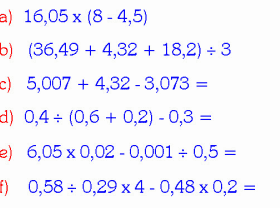 a) 16,05 x (8 - 4,5)
b) (36,49 + 4,32 + 18,2) ÷ 3
c) 5,007 + 4,32 - 3,073 =
d) 0,4 ÷ (0,6 + 0,2) - 0,3 =
e) 6,05 x 0,02 - 0,001 ÷ 0,5 =
f) 0,58 ÷ 0,29 x 4 - 0,48 x 0,2 =